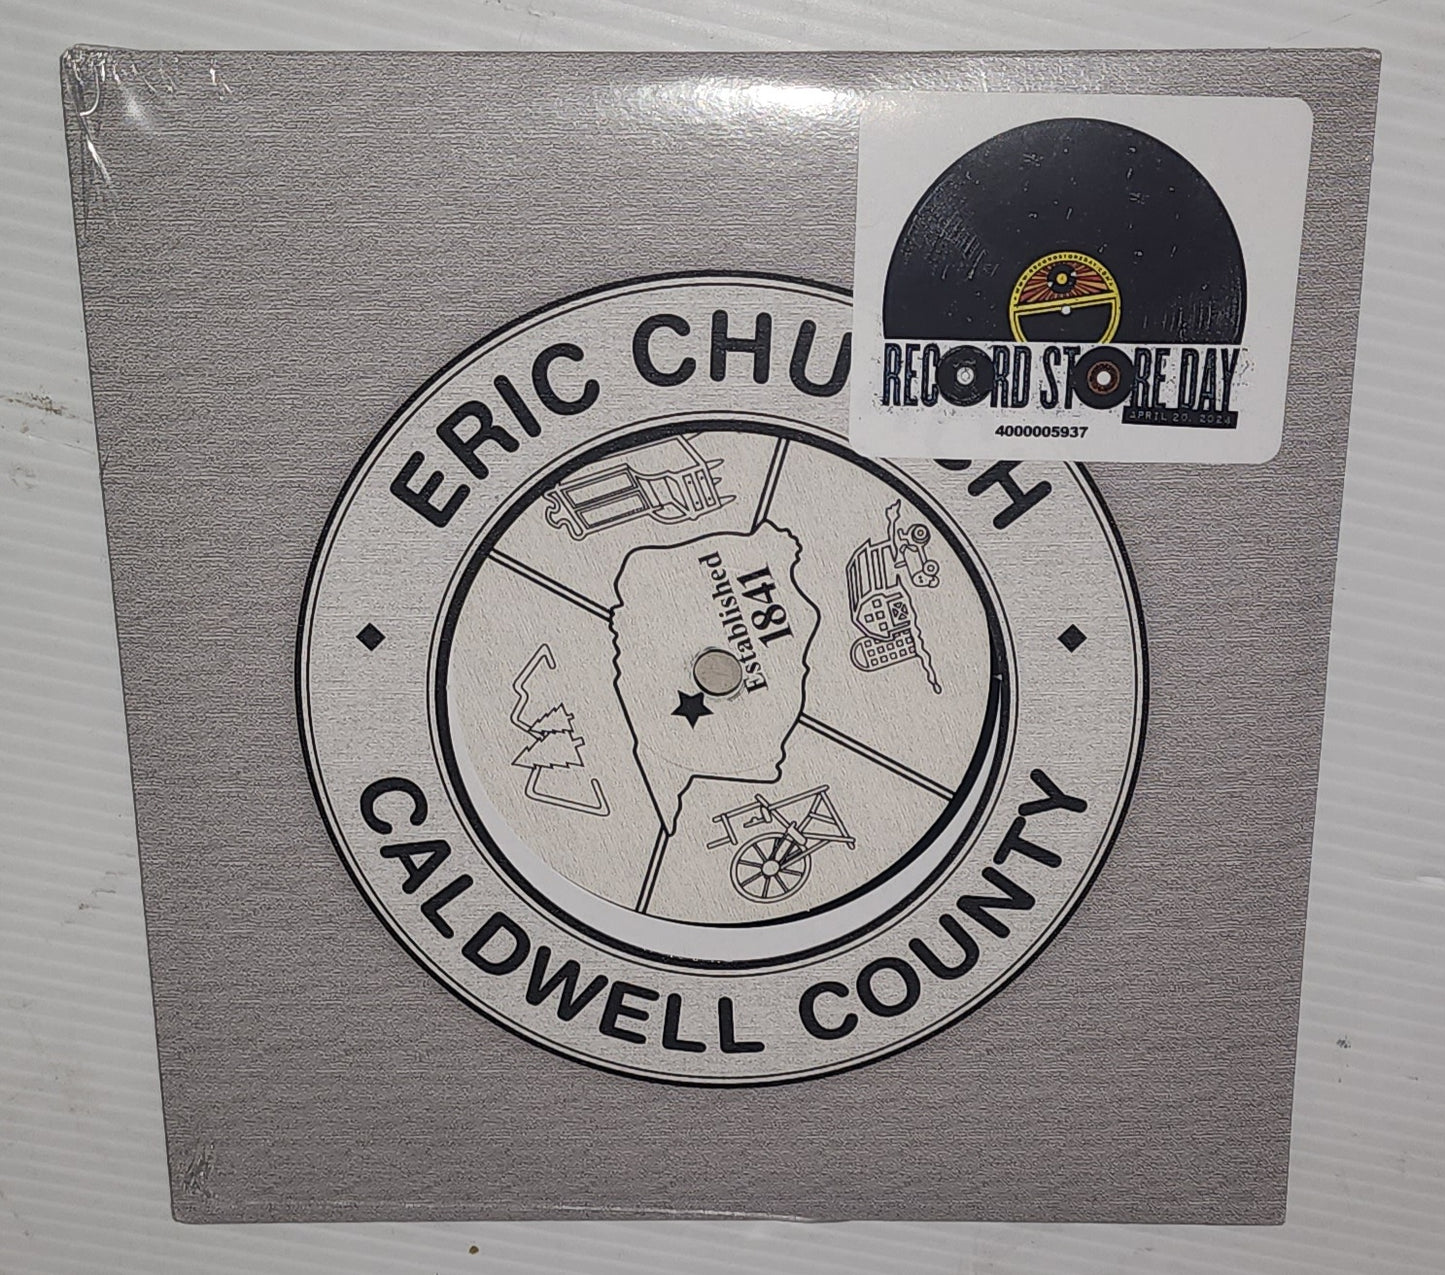 ERIC CHU
H
RECORD STORE DAY
APRIL 20, 2024
4000005937
Established
1841
CALDWELL COUNTY